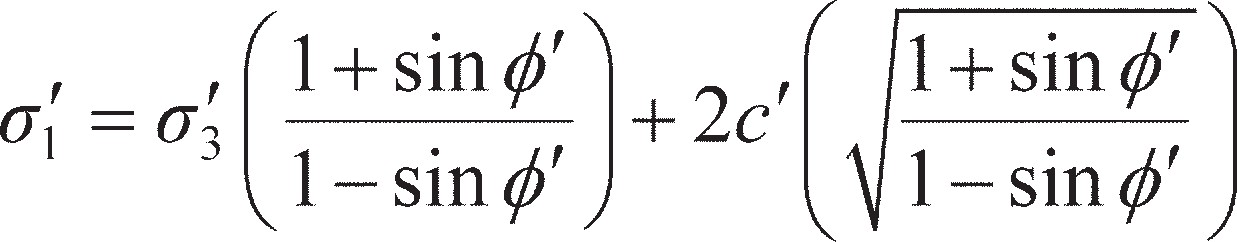 σ′₁ = σ′₃ ( (1 + sin ϕ′) / (1 − sin ϕ′) ) + 2c′ ( √( (1 + sin ϕ′) / (1 − sin ϕ′) ) )